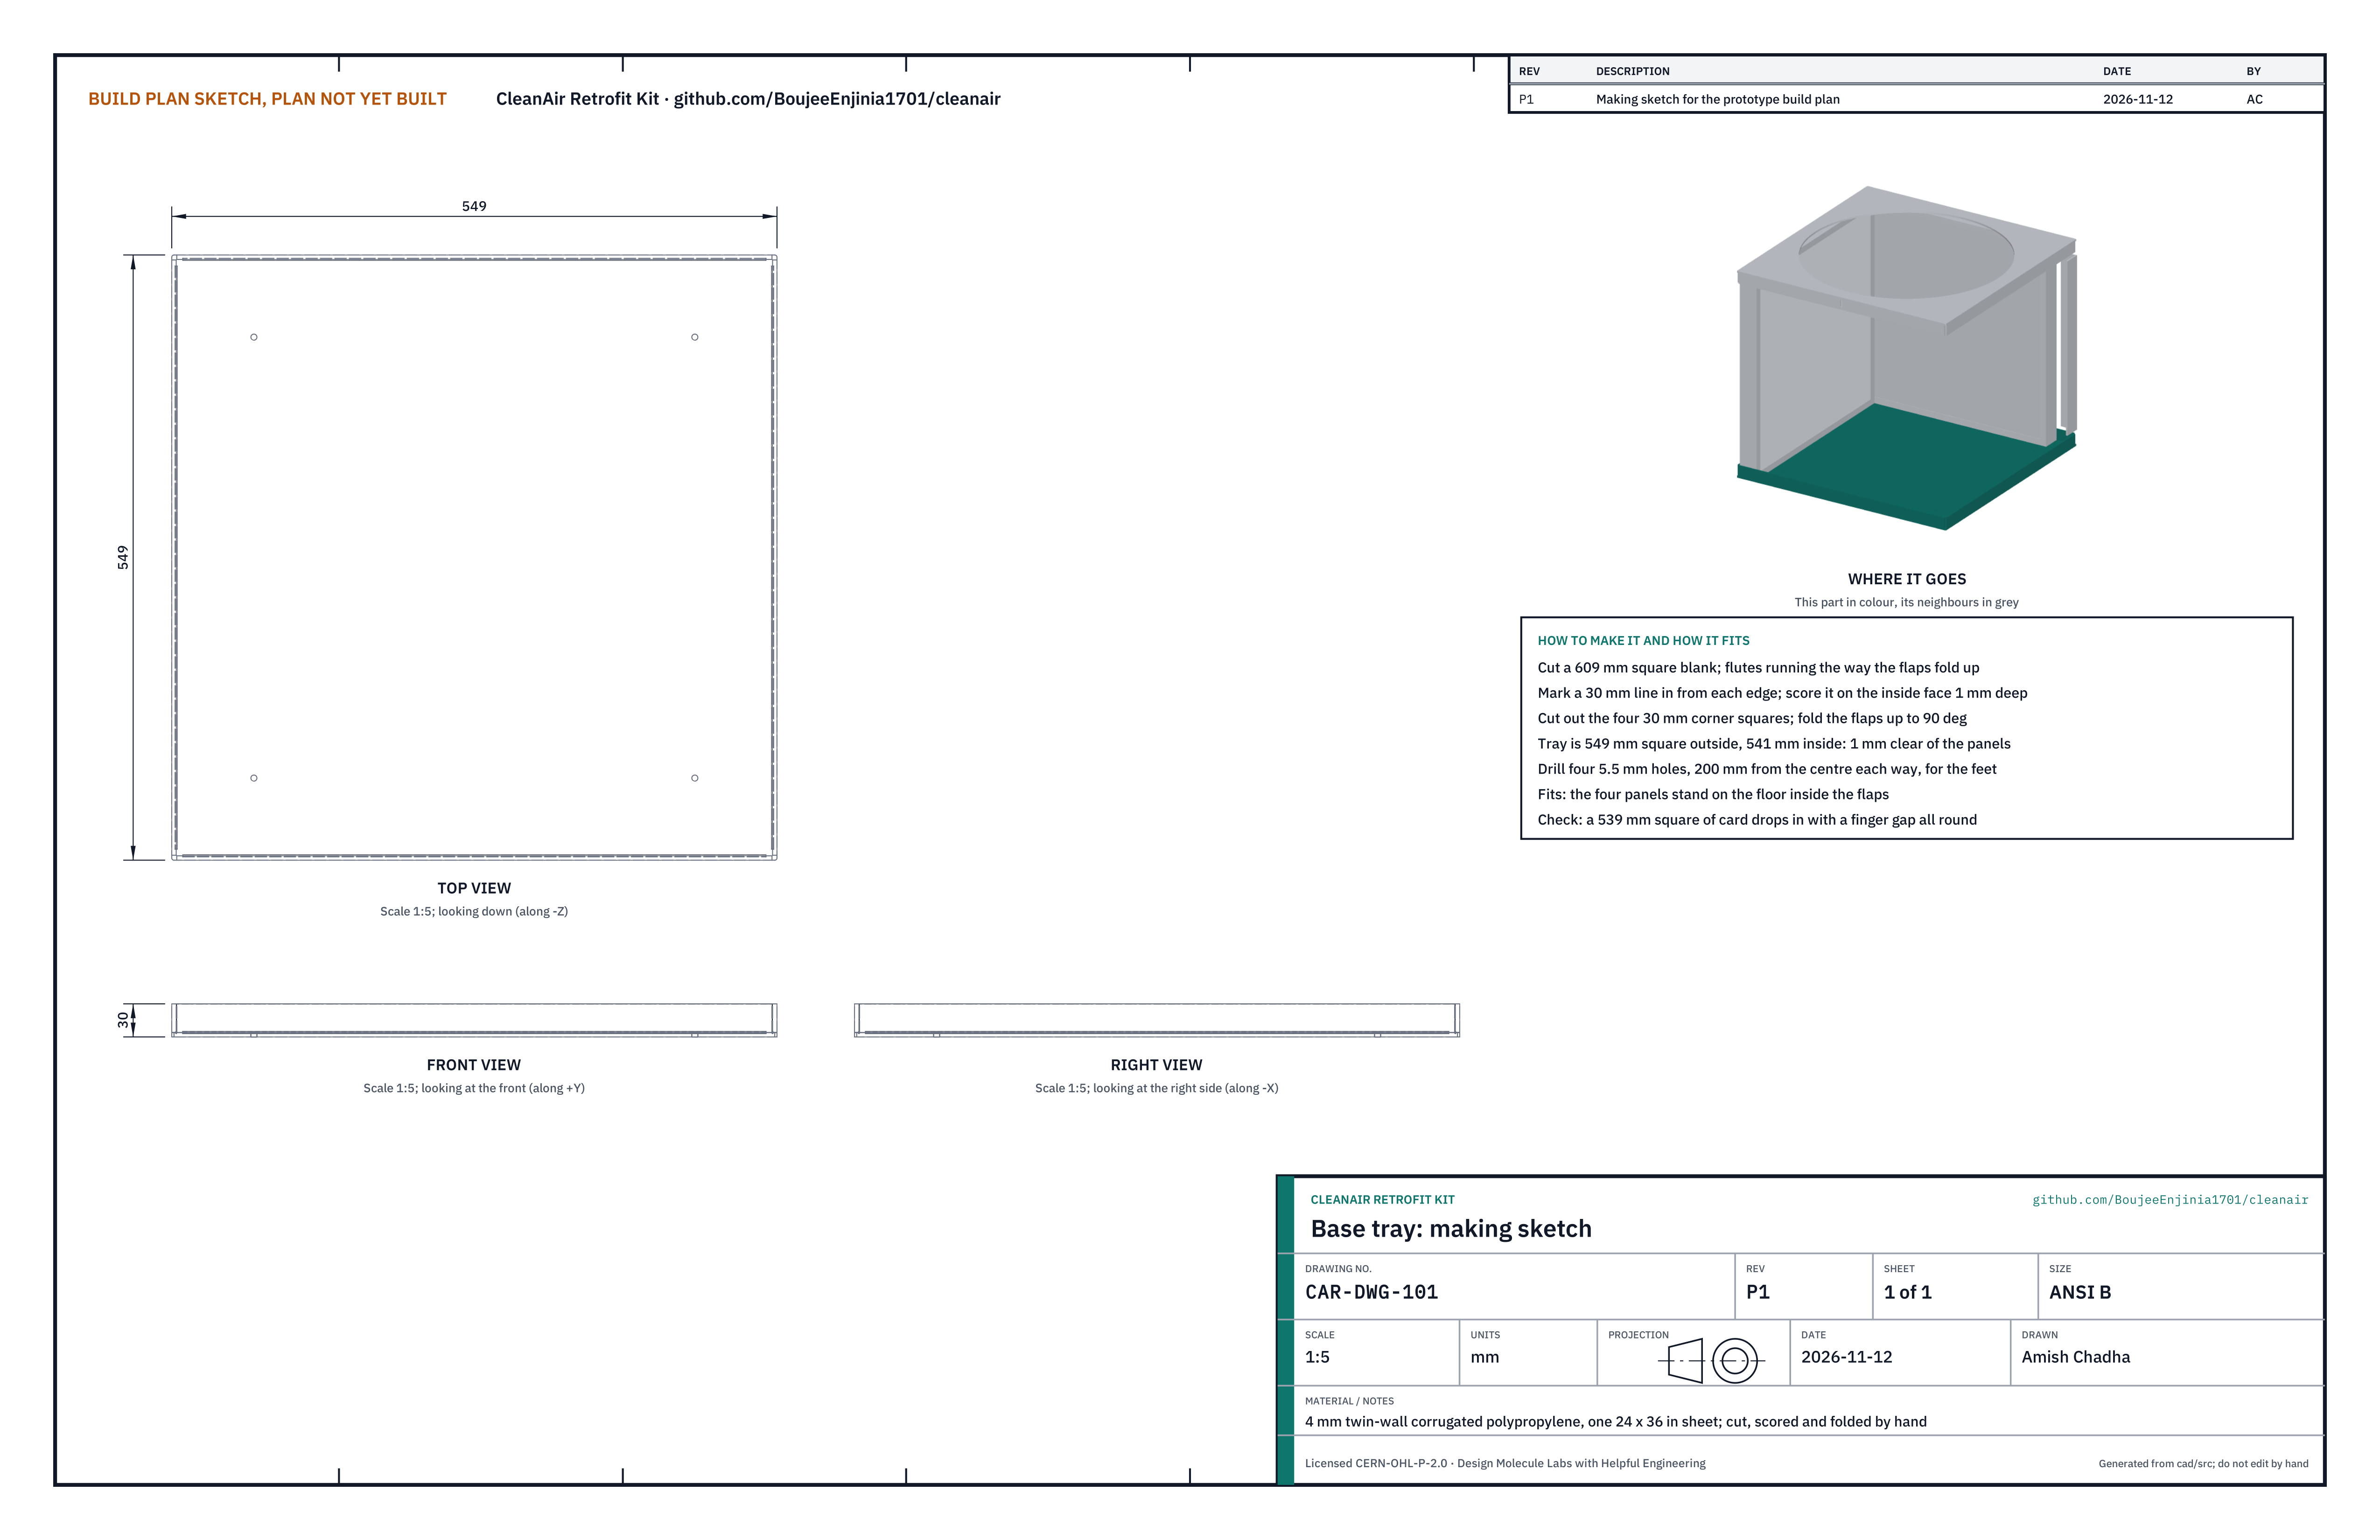 BUILD PLAN SKETCH, PLAN NOT YET BUILT
CleanAir Retrofit Kit · github.com/BoujeeEnjinia1701/cleanair
REV DESCRIPTION DATE BY
P1 Making sketch for the prototype build plan 2026-11-12 AC
549
549
TOP VIEW
Scale 1:5; looking down (along -Z)
30
FRONT VIEW
Scale 1:5; looking at the front (along +Y)
RIGHT VIEW
Scale 1:5; looking at the right side (along -X)
WHERE IT GOES
This part in colour, its neighbours in grey
HOW TO MAKE IT AND HOW IT FITS
Cut a 609 mm square blank; flutes running the way the flaps fold up
Mark a 30 mm line in from each edge; score it on the inside face 1 mm deep
Cut out the four 30 mm corner squares; fold the flaps up to 90 deg
Tray is 549 mm square outside, 541 mm inside: 1 mm clear of the panels
Drill four 5.5 mm holes, 200 mm from the centre each way, for the feet
Fits: the four panels stand on the floor inside the flaps
Check: a 539 mm square of card drops in with a finger gap all round
CLEANAIR RETROFIT KIT
github.com/BoujeeEnjinia1701/cleanair
Base tray: making sketch
DRAWING NO. REV SHEET SIZE
CAR-DWG-101 P1 1 of 1 ANSI B
SCALE UNITS PROJECTION DATE DRAWN
1:5 mm 2026-11-12 Amish Chadha
MATERIAL / NOTES
4 mm twin-wall corrugated polypropylene, one 24 x 36 in sheet; cut, scored and folded by hand
Licensed CERN-OHL-P-2.0 · Design Molecule Labs with Helpful Engineering
Generated from cad/src; do not edit by hand